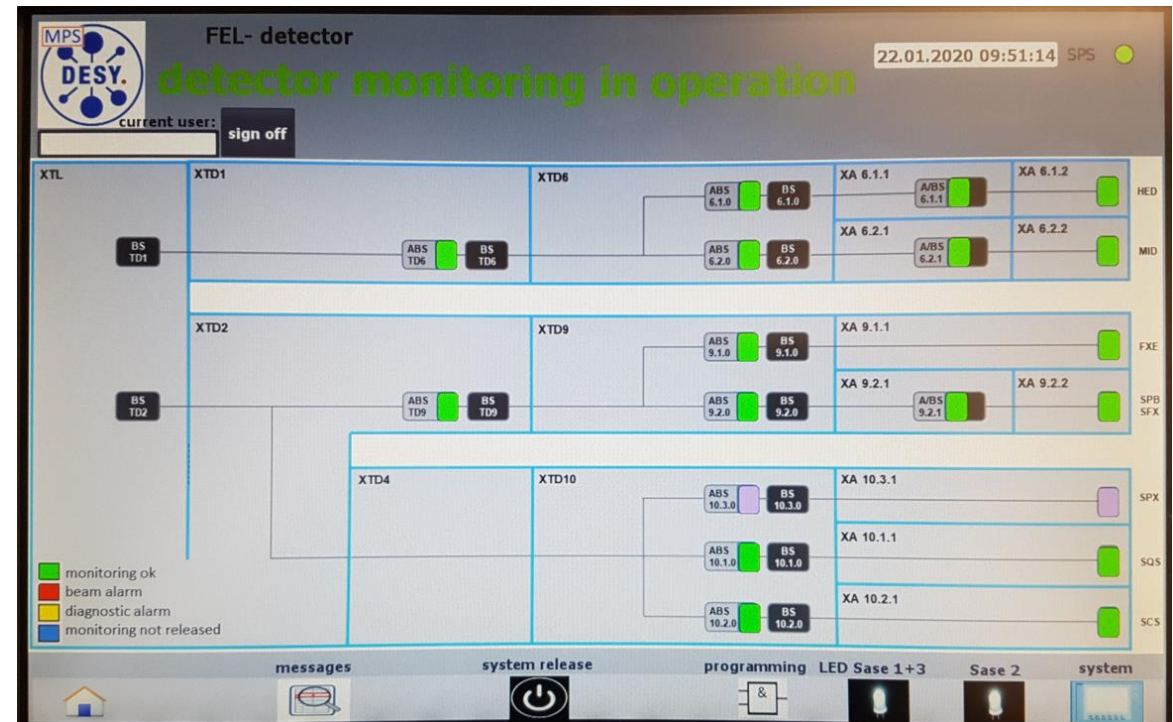 MPS
DESY.
FEL- detector
22.01.2020 09:51:14 SPS
detector monitoring in operation
current user:
sign off
XTL
XTD1
XTD6
XA 6.1.1
XA 6.1.2
ABS
6.1.0
BS
6.1.0
A/BS
6.1.1
HED
XA 6.2.1
XA 6.2.2
BS
TD1
ABS
TD6
BS
TD6
ABS
6.2.0
BS
6.2.0
A/BS
6.2.1
MID
XTD2
XTD9
XA 9.1.1
ABS
9.1.0
BS
9.1.0
FXE
XA 9.2.1
XA 9.2.2
BS
TD2
ABS
TD9
BS
TD9
ABS
9.2.0
BS
9.2.0
A/BS
9.2.1
SPB
SFX
XTD4
XTD10
XA 10.3.1
ABS
10.3.0
BS
10.3.0
SPX
XA 10.1.1
ABS
10.1.0
BS
10.1.0
SQS
XA 10.2.1
ABS
10.2.0
BS
10.2.0
SCS
monitoring ok
beam alarm
diagnostic alarm
monitoring not released
messages
system release
programming
LED Sase 1+3
Sase 2
system
&